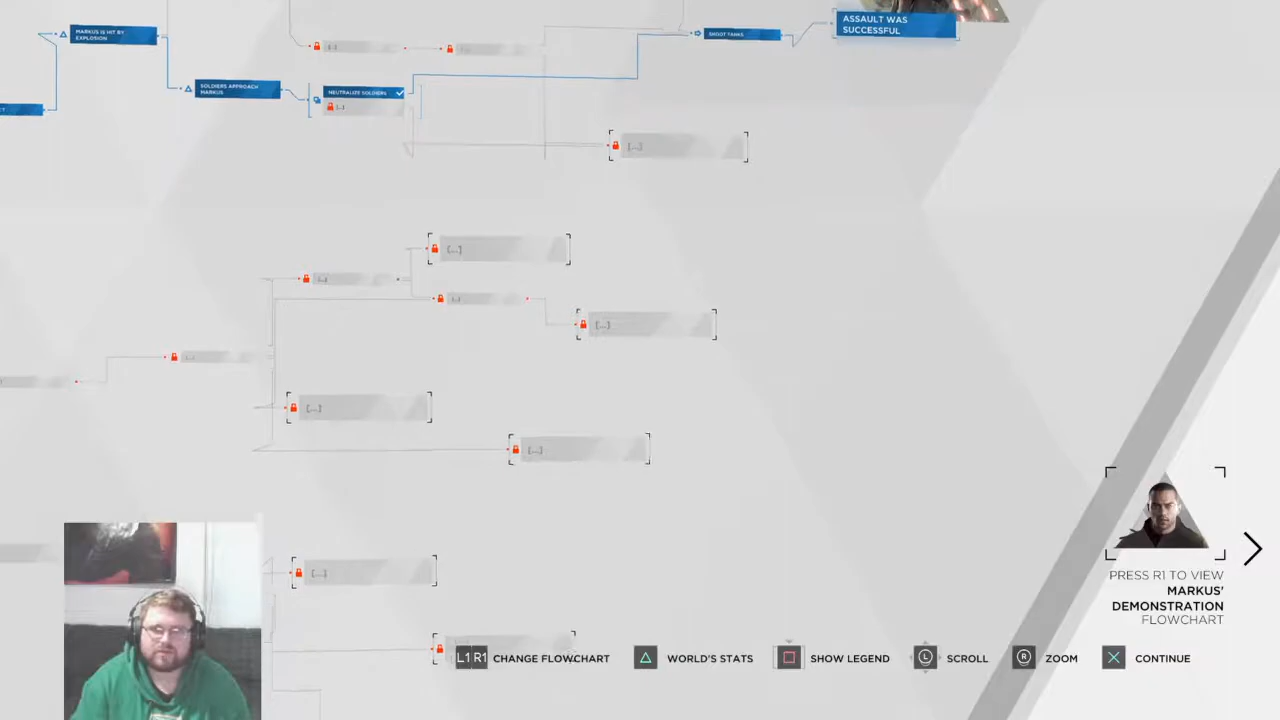 ASSAULT WAS
SUCCESSFUL
MARKUS IS HIT BY
EXPLOSION
SHOOT TANKS
[...]
[...]
SOLDIERS APPROACH
MARKUS
NEUTRALIZE SOLDIERS
[...]
[...]
[...]
[...]
[...]
[...]
[...]
[...]
[...]
[...]
PRESS R1 TO VIEW
MARKUS'
DEMONSTRATION
FLOWCHART
L1 R1 CHANGE FLOWCHART
WORLD'S STATS
SHOW LEGEND
L SCROLL
R ZOOM
CONTINUE